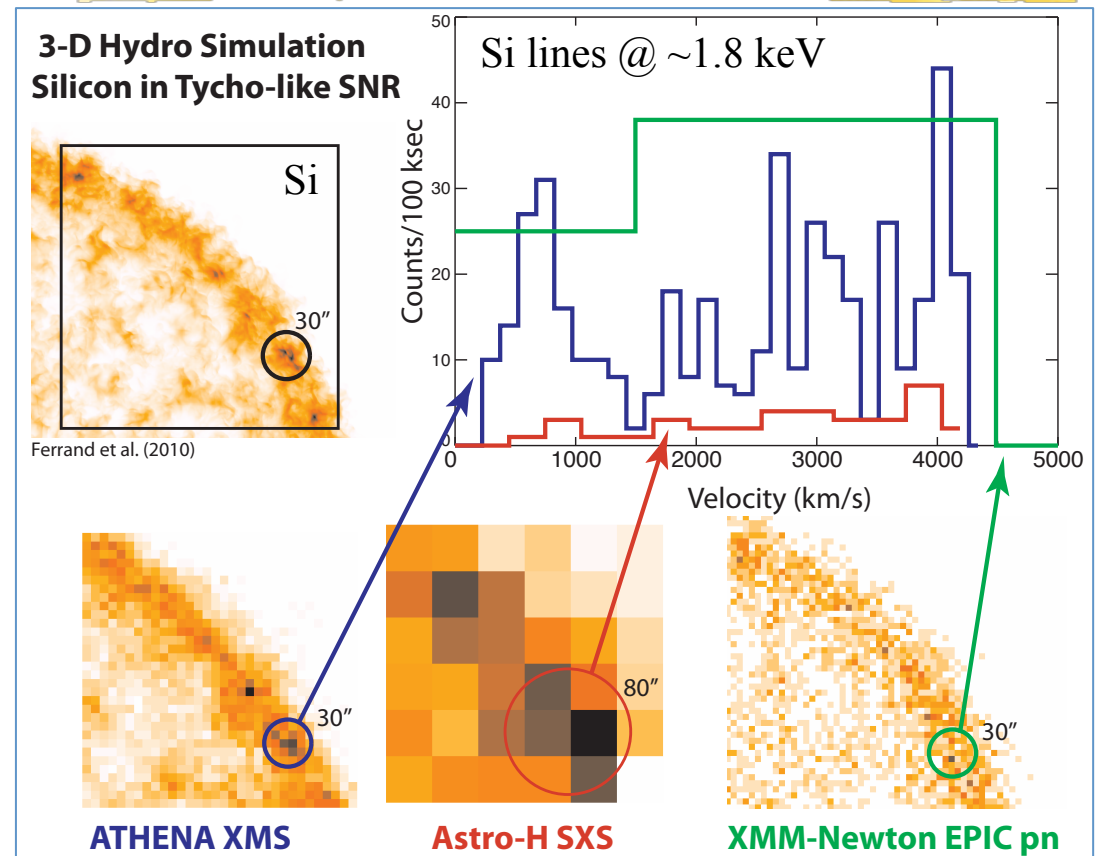 3-D Hydro Simulation
Silicon in Tycho-like SNR
Si
30″
Ferrand et al. (2010)
Si lines @ ~1.8 keV
Counts/100 ksec
50
40
30
20
10
0
0 1000 2000 3000 4000 5000
Velocity (km/s)
30″
80″
30″
ATHENA XMS
Astro-H SXS
XMM-Newton EPIC pn